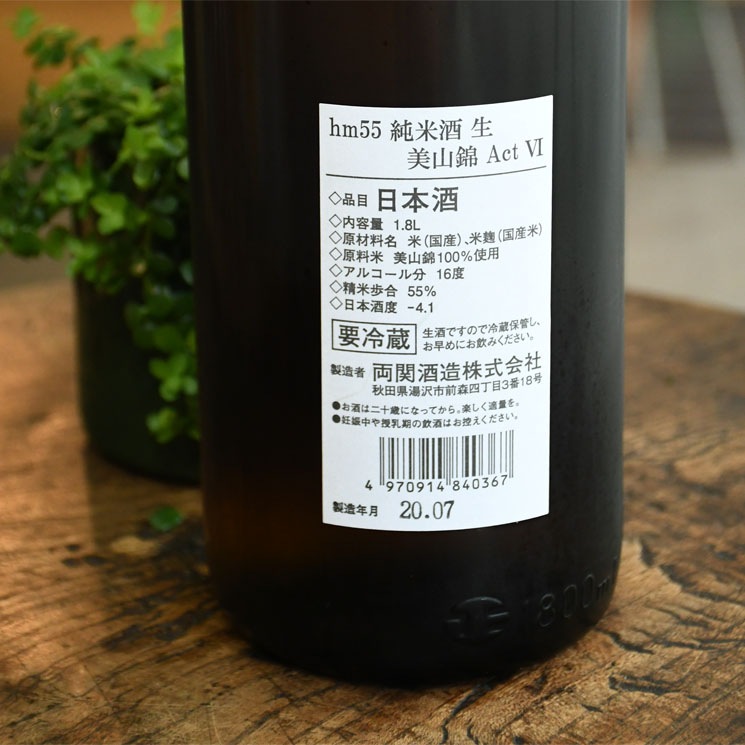 hm55 純米酒 生
美山錦 Act Ⅵ
◇品目 日本酒
◇内容量 1.8L
◇原材料名 米(国産)、米麹(国産米)
◇原料米 美山錦100%使用
◇アルコール分 16度
◇精米歩合 55%
◇日本酒度 -4.1
要冷蔵 生酒ですので冷蔵保管し、
お早めにお飲みください。
製造者 両関酒造株式会社
秋田県湯沢市前森四丁目3番18号
●お酒は二十歳になってから。楽しく適量を。
●妊娠中や授乳期の飲酒はお控えください。
4 970914 840367
製造年月 20.07
1800ml